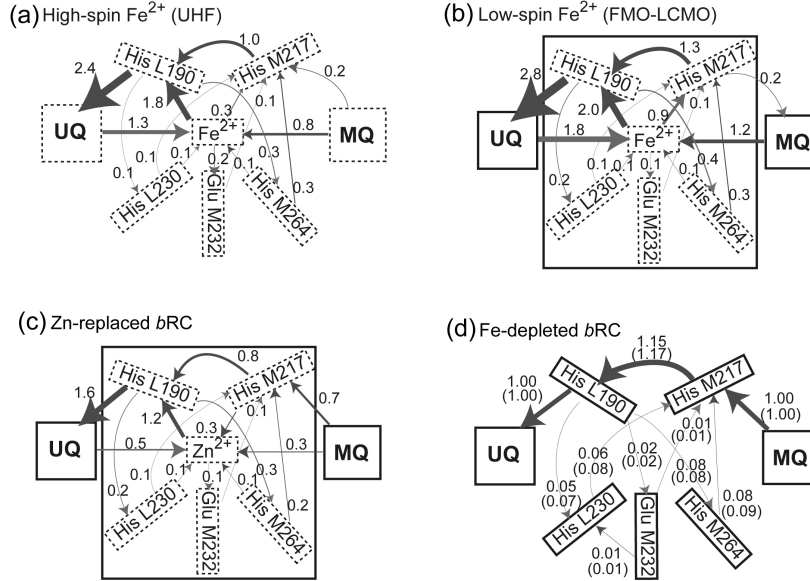 (a) High-spin Fe2+ (UHF)
1.0
His L190
His M217
2.4
1.8
0.3
0.1
0.2
UQ
1.3
Fe2+
0.8
MQ
0.1
0.1
0.1
0.2
0.1
0.3
0.3
His L230
Glu M232
His M264
(b) Low-spin Fe2+ (FMO-LCMO)
1.3
His L190
His M217
2.8
2.0
0.9
0.1
0.2
UQ
1.8
Fe2+
1.2
MQ
0.2
0.1
0.1
0.1
0.1
0.4
0.3
His L230
Glu M232
His M264
(c) Zn-replaced bRC
0.8
His L190
His M217
1.6
1.2
0.3
0.1
0.7
UQ
0.5
Zn2+
0.3
MQ
0.2
0.1
0.1
0.1
0.1
0.3
0.2
His L230
Glu M232
His M264
(d) Fe-depleted bRC
1.15
(1.17)
His L190
His M217
1.00
(1.00)
1.00
(1.00)
UQ
MQ
0.06
(0.08)
0.02
(0.02)
0.01
(0.01)
0.05
(0.07)
0.08
(0.08)
0.08
(0.09)
His L230
Glu M232
His M264
0.01
(0.01)